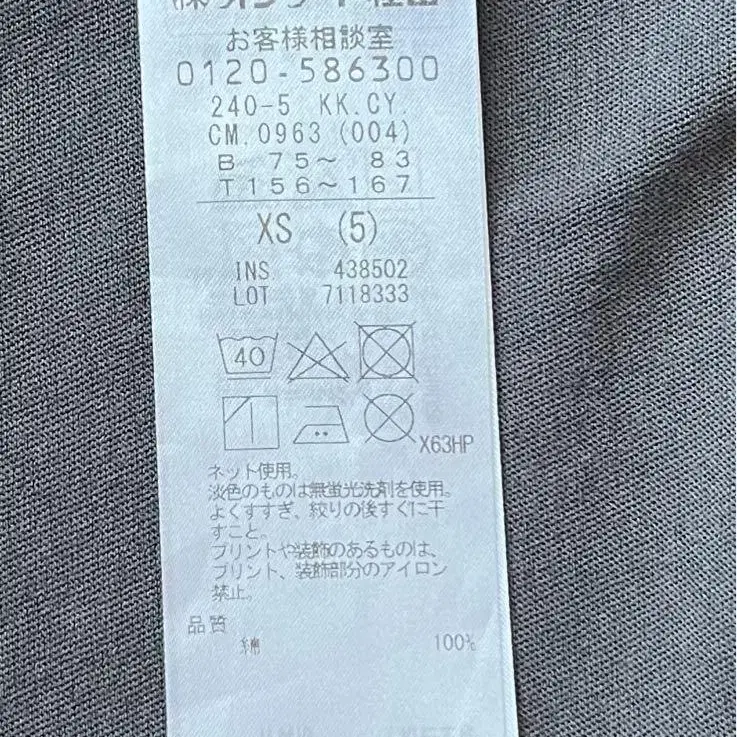 お客様相談室
0120-586300
240-5 KK.CY.
CM.0963 (004)
B 75～ 83
T156～167
XS (5)
INS. 438502
LOT 7118333
40
X63HP
ネット使用。
淡色のものは無蛍光洗剤を使用。
よくすすぎ、絞りの後すぐに干
すこと。
プリントや装飾のあるものは、
プリント、装飾部分のアイロン
禁止。
品質
綿 100%